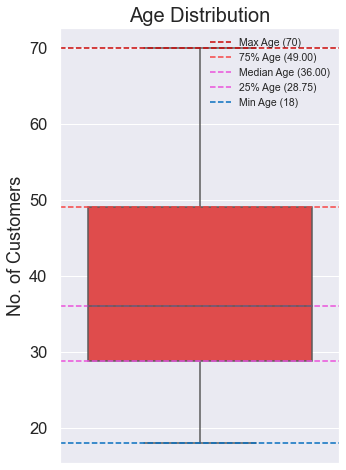 Age Distribution
Max Age (70)
75% Age (49.00)
Median Age (36.00)
25% Age (28.75)
Min Age (18)
No. of Customers
70
60
50
40
30
20